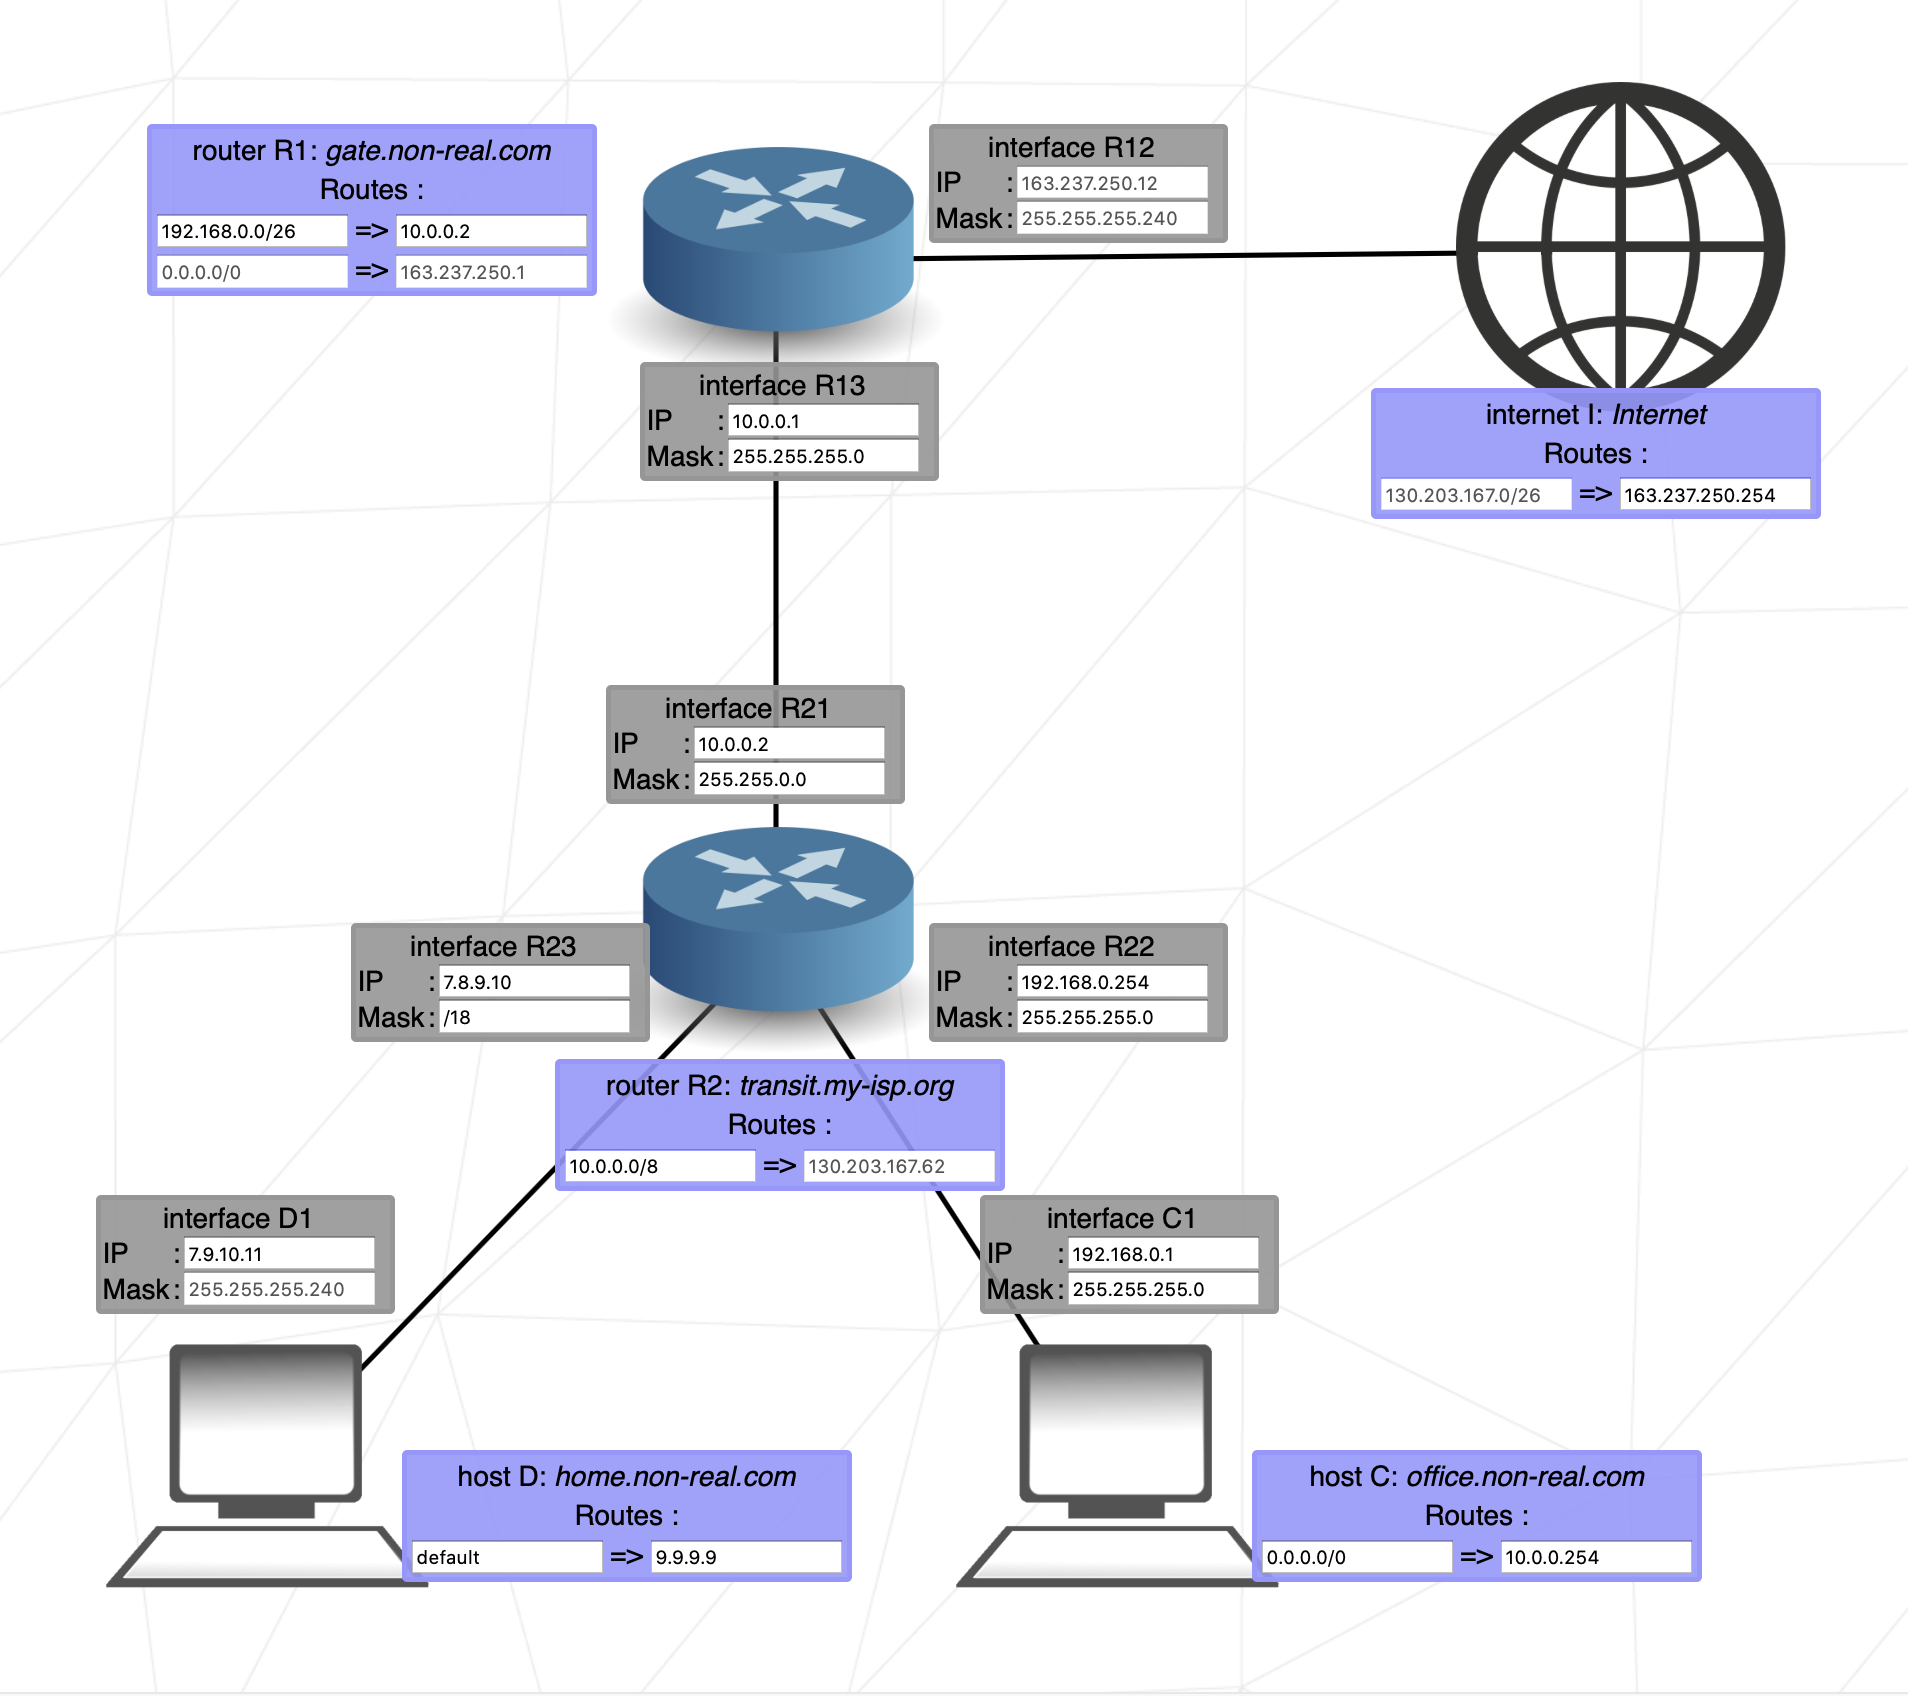 router R1: gate.non-real.com
Routes :
192.168.0.0/26 => 10.0.0.2
0.0.0.0/0 => 163.237.250.1
interface R12
IP : 163.237.250.12
Mask : 255.255.255.240
interface R13
IP : 10.0.0.1
Mask : 255.255.255.0
internet I: Internet
Routes :
130.203.167.0/26 => 163.237.250.254
interface R21
IP : 10.0.0.2
Mask : 255.255.0.0
interface R23
IP : 7.8.9.10
Mask : /18
interface R22
IP : 192.168.0.254
Mask : 255.255.255.0
router R2: transit.my-isp.org
Routes :
10.0.0.0/8 => 130.203.167.62
interface D1
IP : 7.9.10.11
Mask : 255.255.255.240
interface C1
IP : 192.168.0.1
Mask : 255.255.255.0
host D: home.non-real.com
Routes :
default => 9.9.9.9
host C: office.non-real.com
Routes :
0.0.0.0/0 => 10.0.0.254